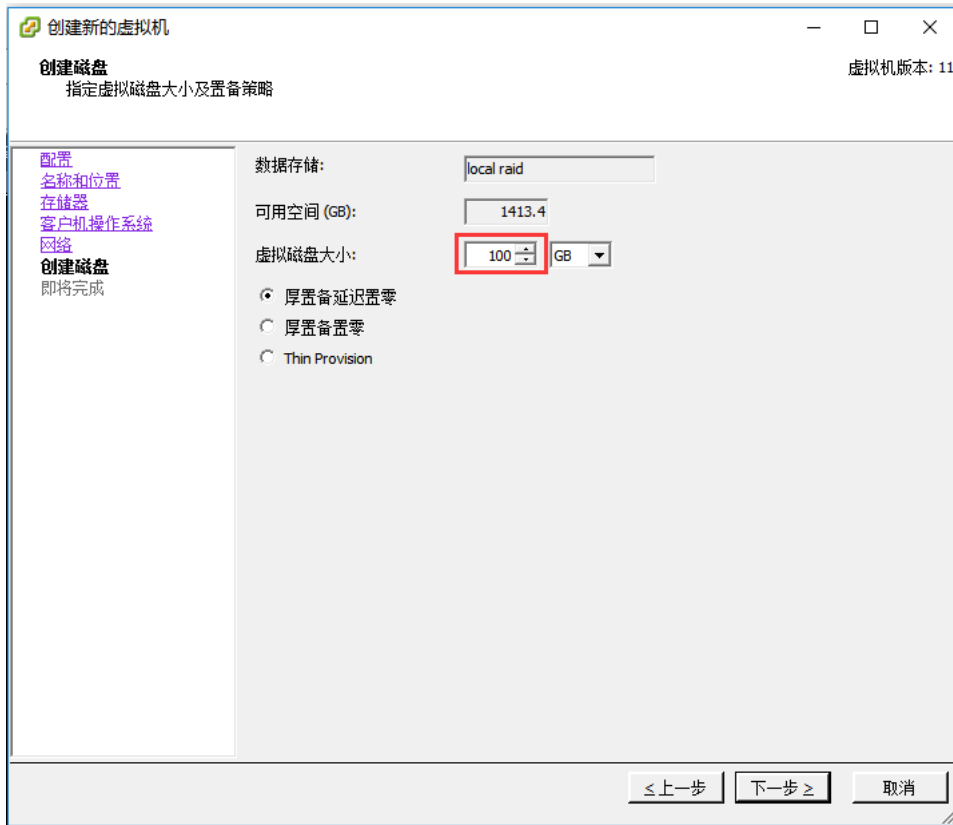 创建新的虚拟机
创建磁盘
指定虚拟磁盘大小及置备策略
虚拟机版本: 11
配置
名称和位置
存储器
客户机操作系统
网络
创建磁盘
即将完成
数据存储: local raid
可用空间 (GB): 1413.4
虚拟磁盘大小: 100 GB
厚置备延迟置零
厚置备置零
Thin Provision
≤上一步 下一步≥ 取消